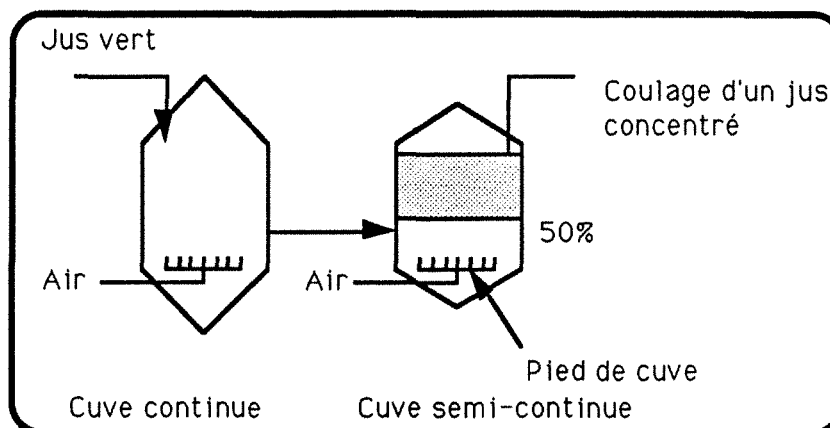 Jus vert
Coulage d'un jus
concentré
50%
Air
Air
Pied de cuve
Cuve continue
Cuve semi-continue